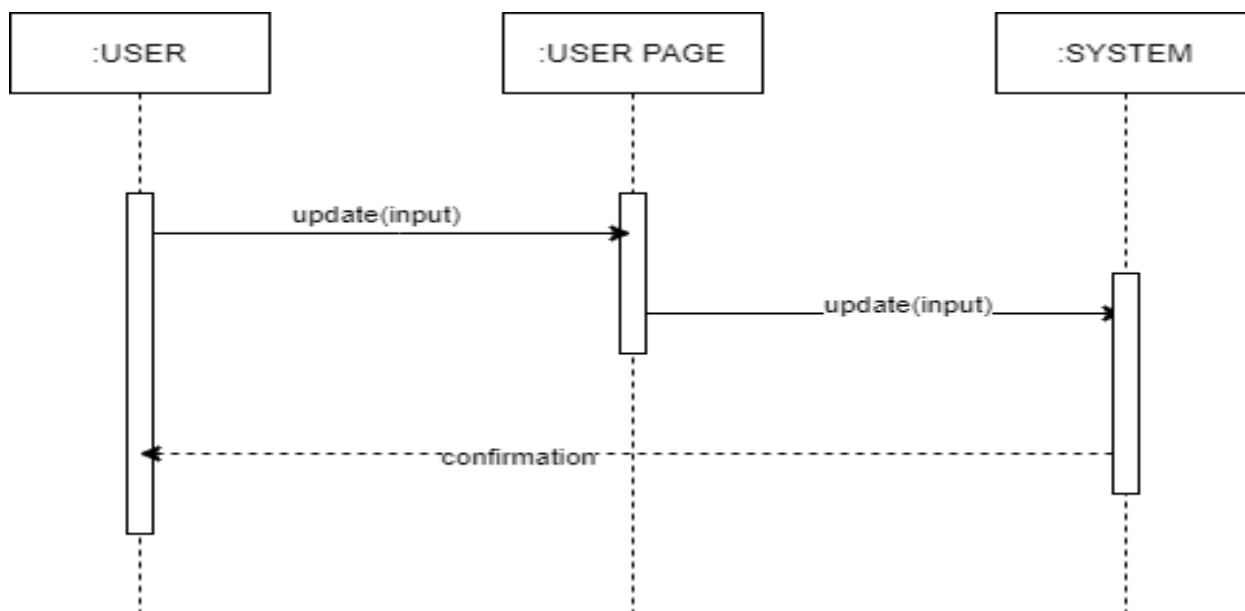 :USER
:USER PAGE
:SYSTEM
update(input)
update(input)
confirmation